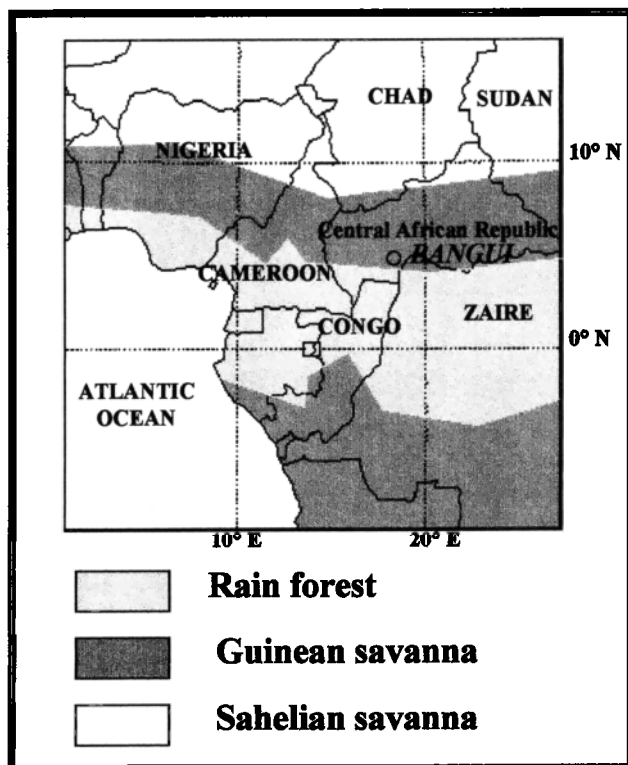 CHAD
SUDAN
10° N
NIGERIA
Central African Republic
BANGUI
CAMEROON
ZAIRE
CONGO
0° N
ATLANTIC
OCEAN
10° E
20° E
Rain forest
Guinean savanna
Sahelian savanna